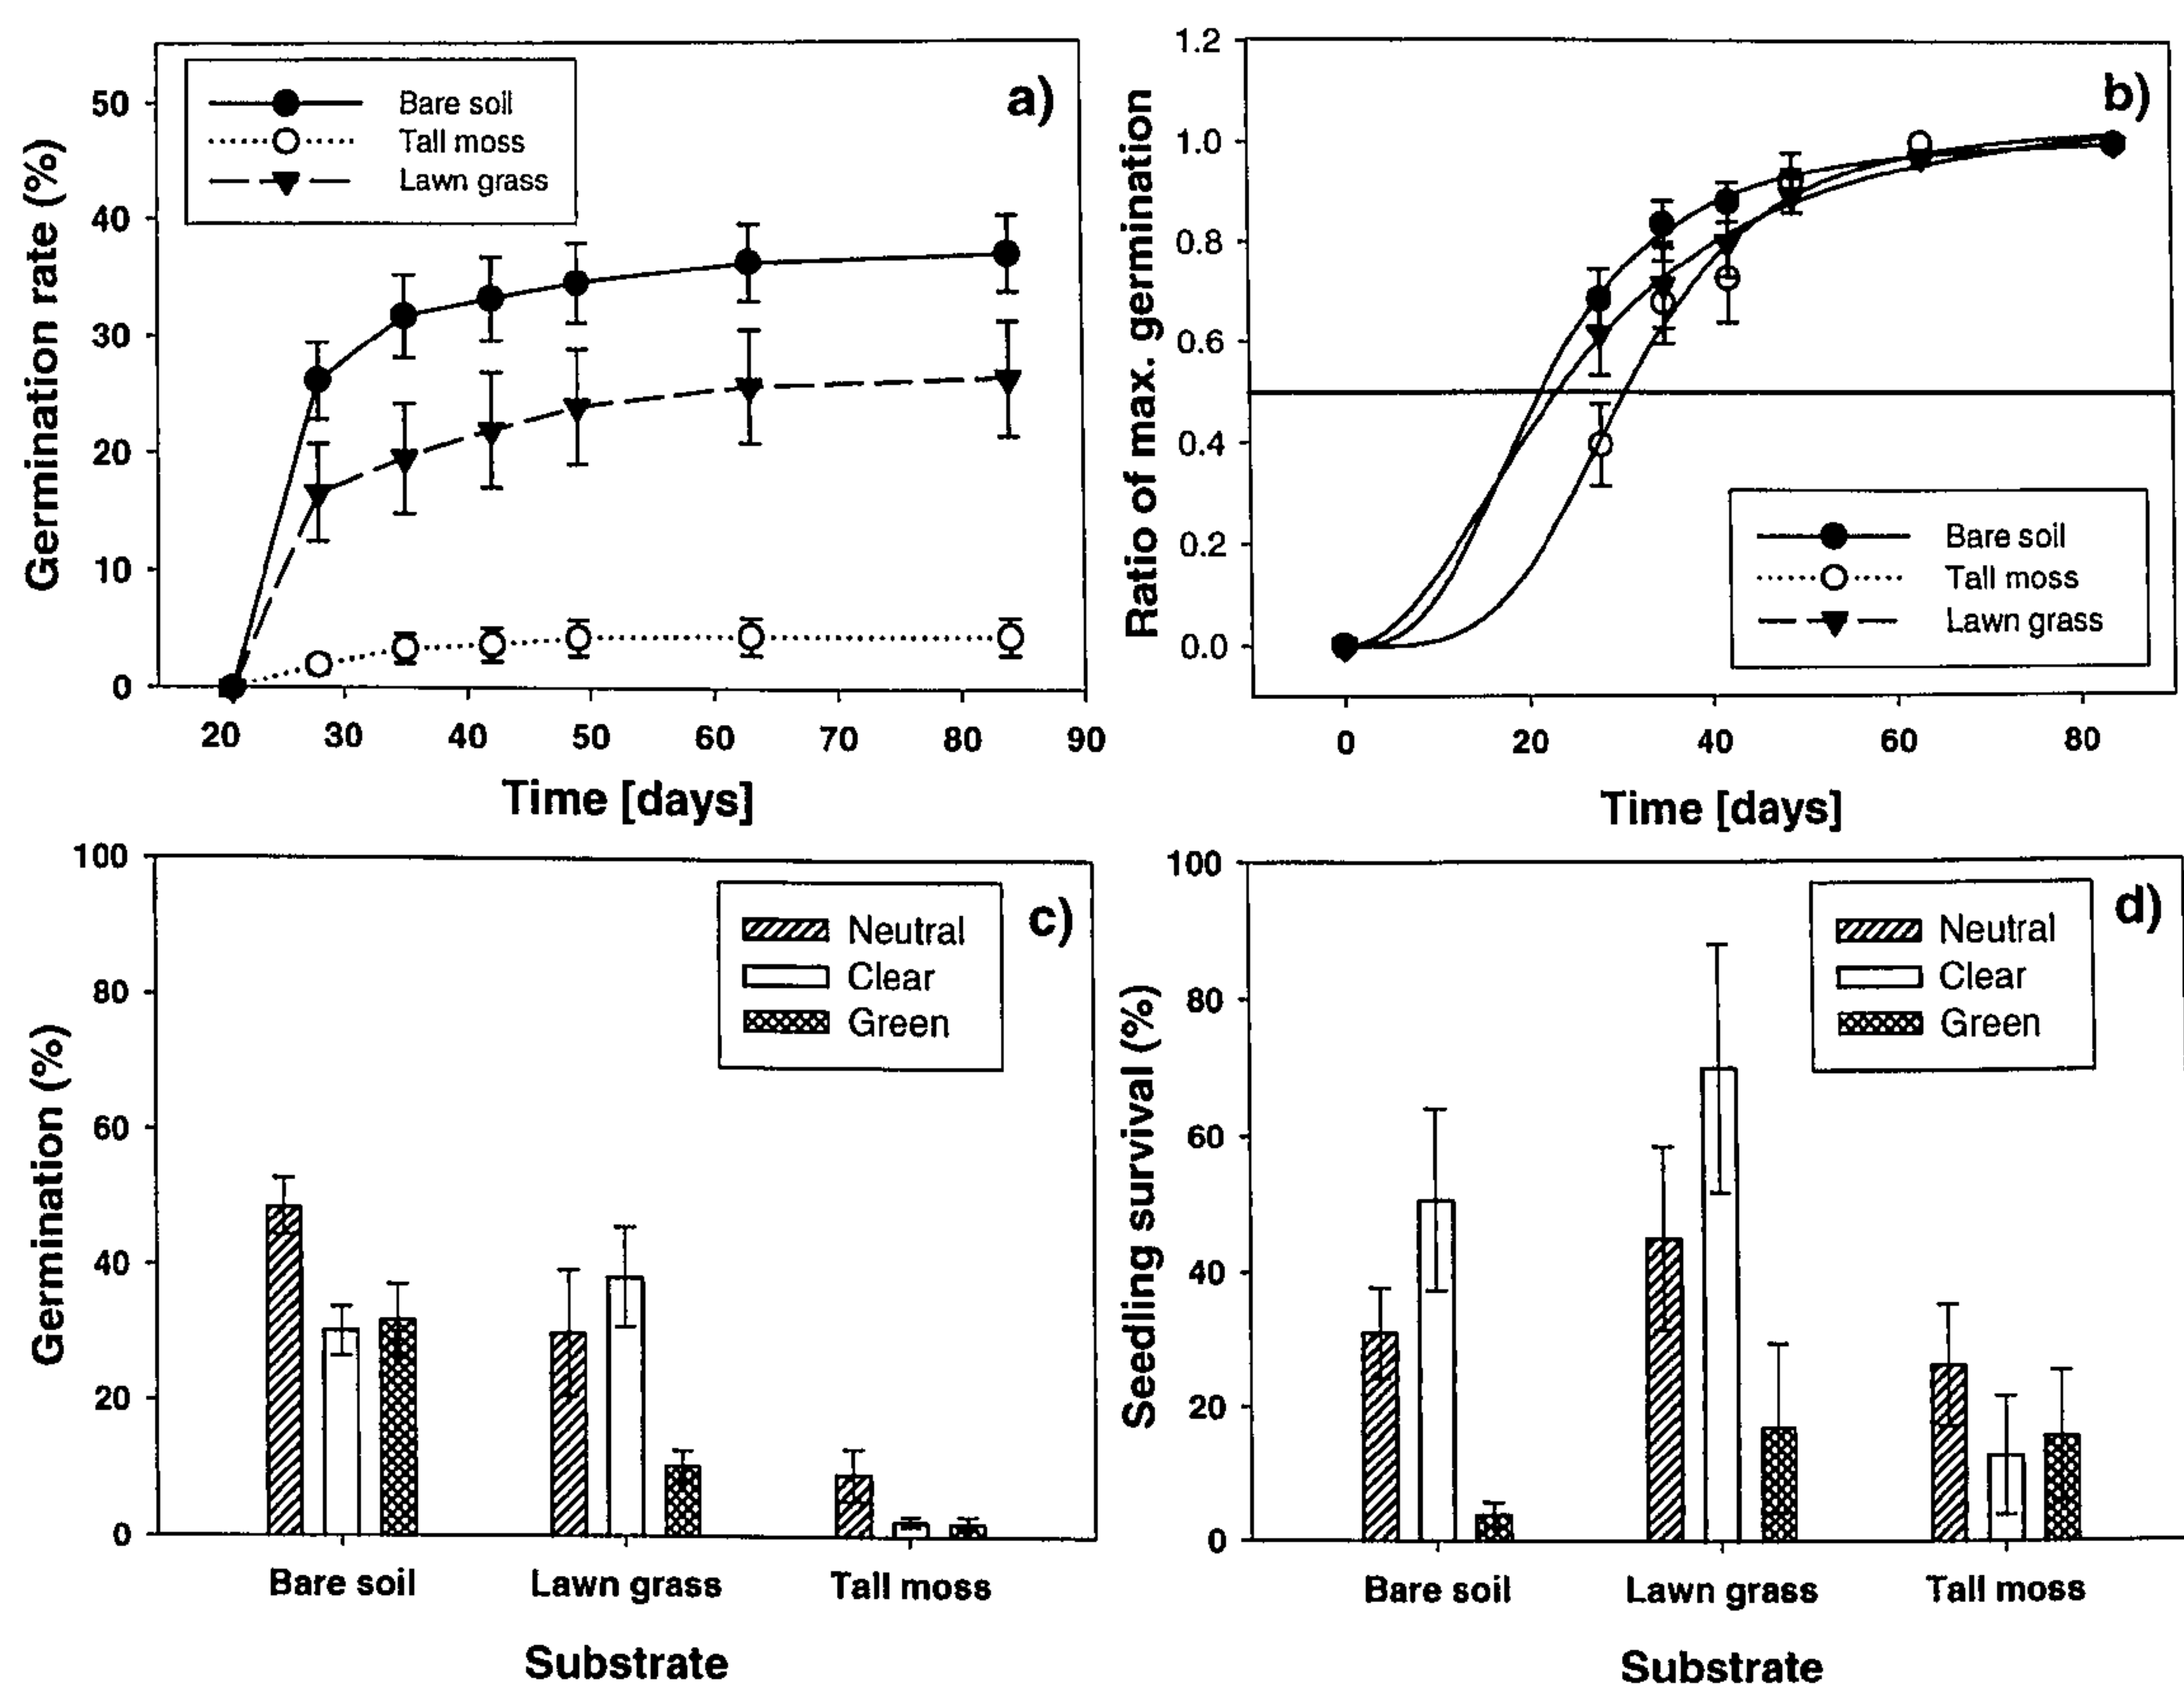 a)
Bare soil
Tall moss
Lawn grass
50
40
30
20
10
0
Germination rate (%)
20 30 40 50 60 70 80 90
Time [days]
b)
1.2
1.0
0.8
0.6
0.4
0.2
0.0
Ratio of max. germination
Bare soil
Tall moss
Lawn grass
0 20 40 60 80
Time [days]
c)
Neutral
Clear
Green
100
80
60
40
20
0
Germination (%)
Bare soil Lawn grass Tall moss
Substrate
d)
Neutral
Clear
Green
100
80
60
40
20
0
Seedling survival (%)
Bare soil Lawn grass Tall moss
Substrate